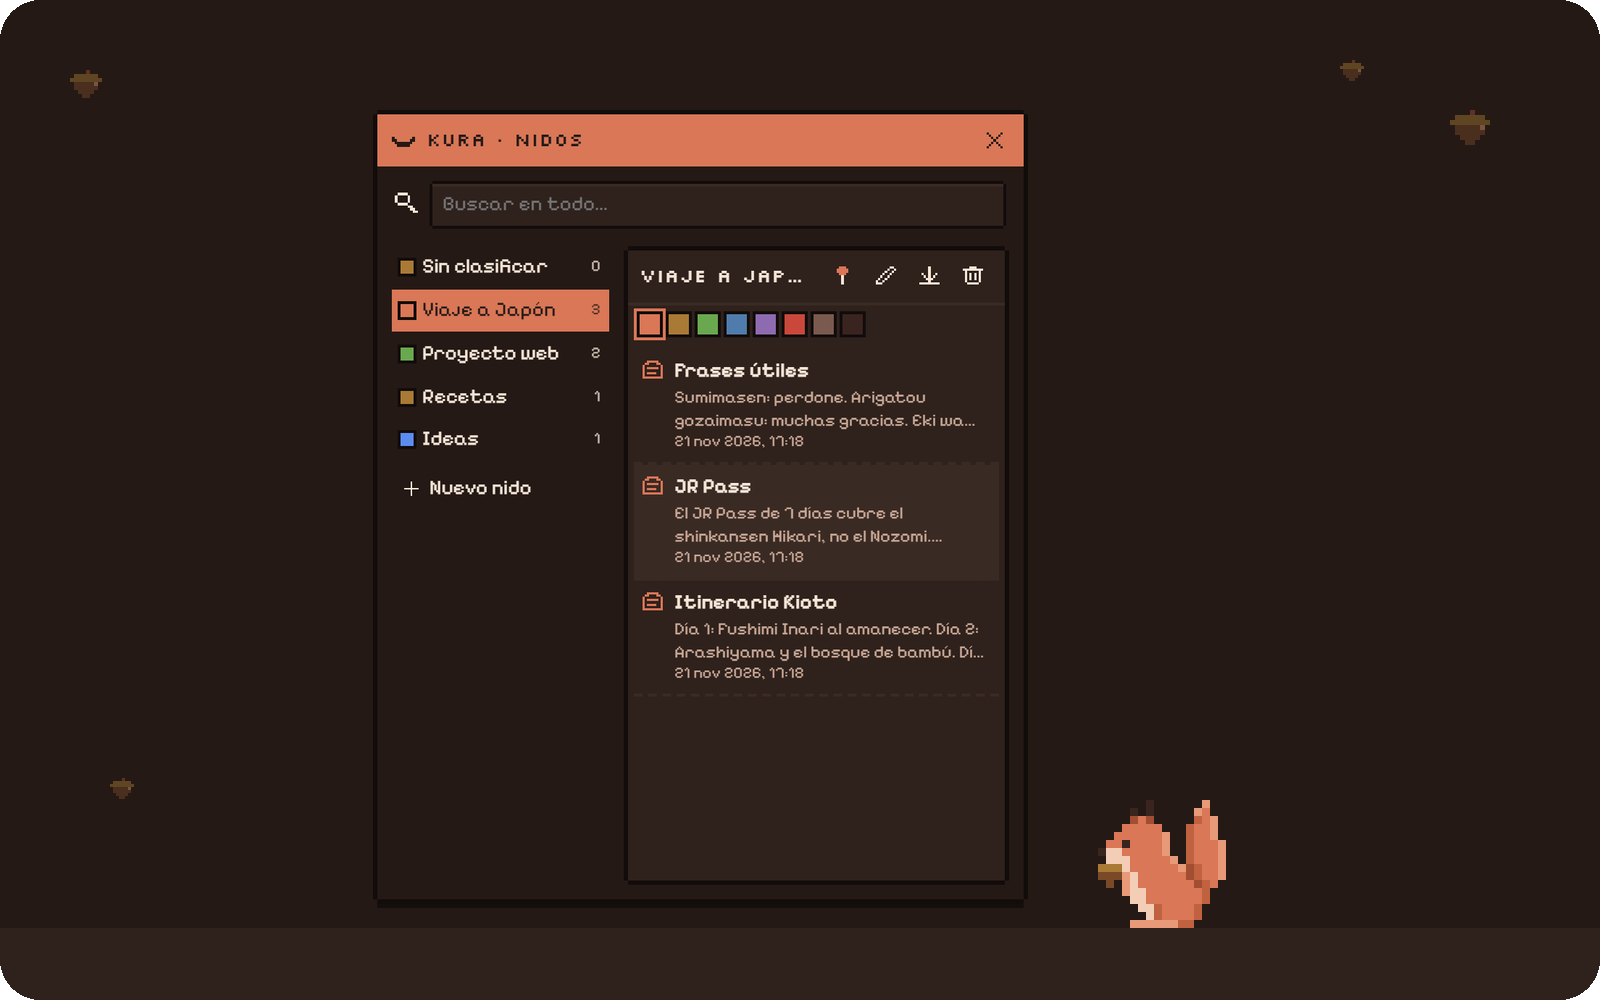 KURA · NIDOS
Buscar en todo...
Sin clasificar 0
Viaje a Japón 3
Proyecto web 2
Recetas 1
Ideas 1
+ Nuevo nido
VIAJE A JAP...
Frases útiles
Sumimasen: perdone. Arigatou
gozaimasu: muchas gracias. Eki wa...
21 nov 2026, 17:18
JR Pass
El JR Pass de 7 días cubre el
shinkansen Hikari, no el Nozomi....
21 nov 2026, 17:18
Itinerario Kioto
Día 1: Fushimi Inari al amanecer. Día 2:
Arashiyama y el bosque de bambú. Dí...
21 nov 2026, 17:18